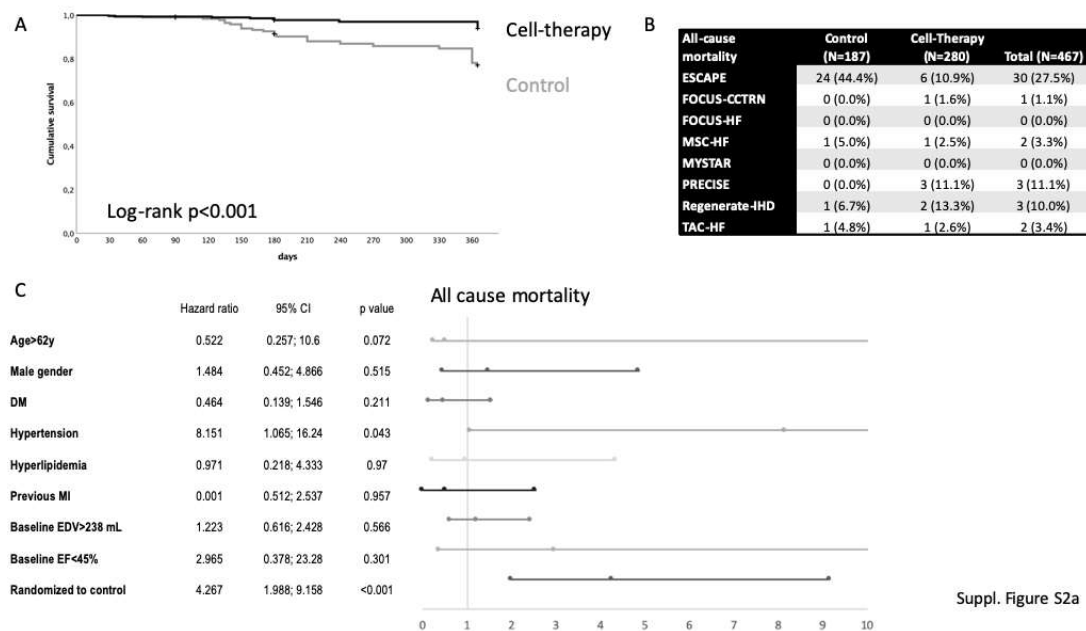 A
1,0
0,8
0,6
0,4
0,2
0,0
Cumulative survival
Cell-therapy
Control
Log-rank p<0.001
0 30 60 90 120 150 180 210 240 270 300 330 360
days
B
All-cause mortality Control (N=187) Cell-Therapy (N=280) Total (N=467)
ESCAPE 24 (44.4%) 6 (10.9%) 30 (27.5%)
FOCUS-CCTRN 0 (0.0%) 1 (1.6%) 1 (1.1%)
FOCUS-HF 0 (0.0%) 0 (0.0%) 0 (0.0%)
MSC-HF 1 (5.0%) 1 (2.5%) 2 (3.3%)
MYSTAR 0 (0.0%) 0 (0.0%) 0 (0.0%)
PRECISE 0 (0.0%) 3 (11.1%) 3 (11.1%)
Regenerate-IHD 1 (6.7%) 2 (13.3%) 3 (10.0%)
TAC-HF 1 (4.8%) 1 (2.6%) 2 (3.4%)
C
All cause mortality
Hazard ratio 95% CI p value
Age>62y 0.522 0.257; 10.6 0.072
Male gender 1.484 0.452; 4.866 0.515
DM 0.464 0.139; 1.546 0.211
Hypertension 8.151 1.065; 16.24 0.043
Hyperlipidemia 0.971 0.218; 4.333 0.97
Previous MI 0.001 0.512; 2.537 0.957
Baseline EDV>238 mL 1.223 0.616; 2.428 0.566
Baseline EF<45% 2.965 0.378; 23.28 0.301
Randomized to control 4.267 1.988; 9.158 <0.001
0 1 2 3 4 5 6 7 8 9 10
Suppl. Figure S2a